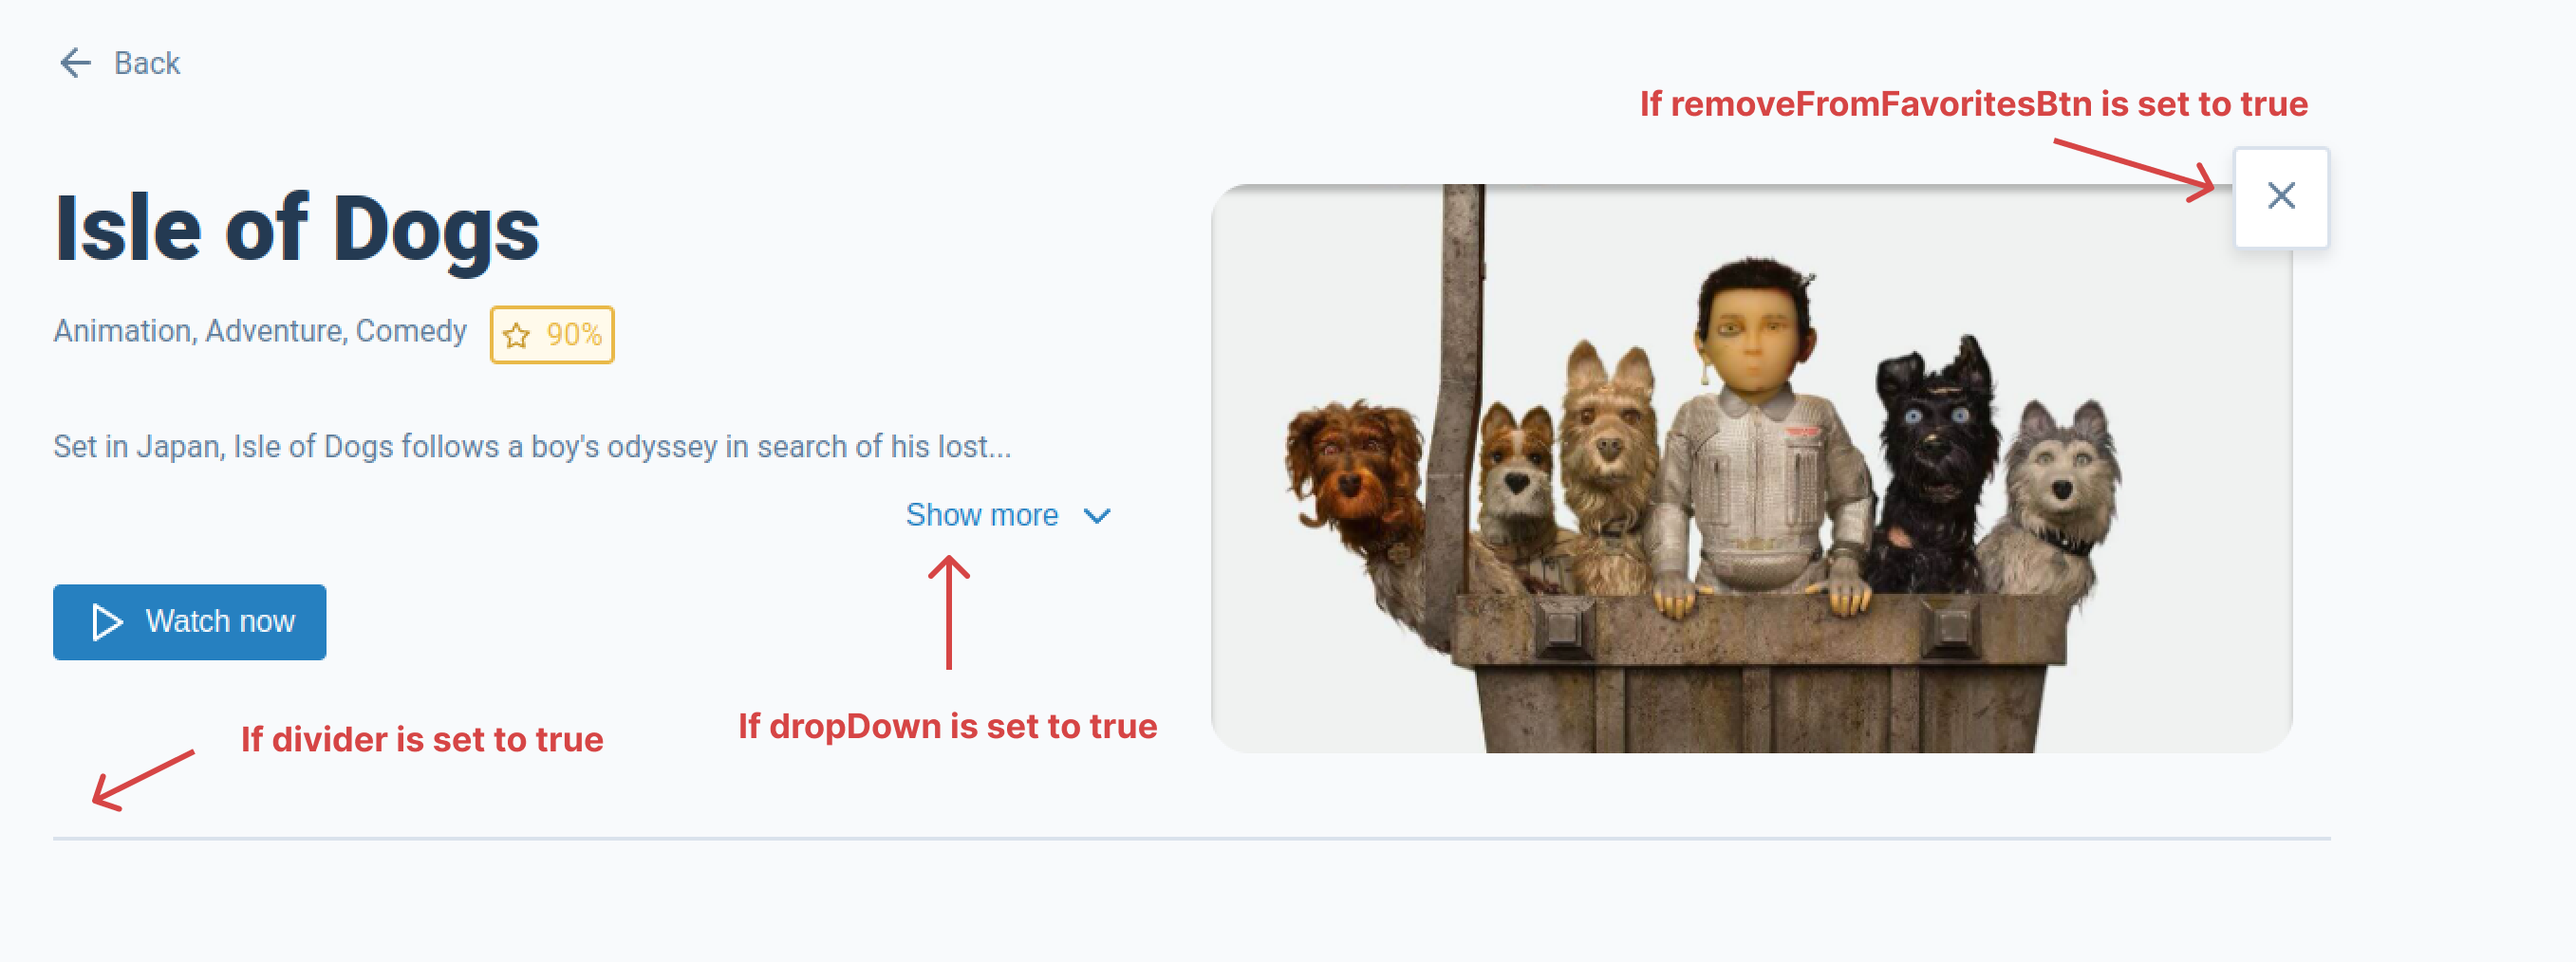 Back
If removeFromFavoritesBtn is set to true
Isle of Dogs
Animation, Adventure, Comedy 90%
Set in Japan, Isle of Dogs follows a boy's odyssey in search of his lost...
Show more
Watch now
If divider is set to true
If dropDown is set to true